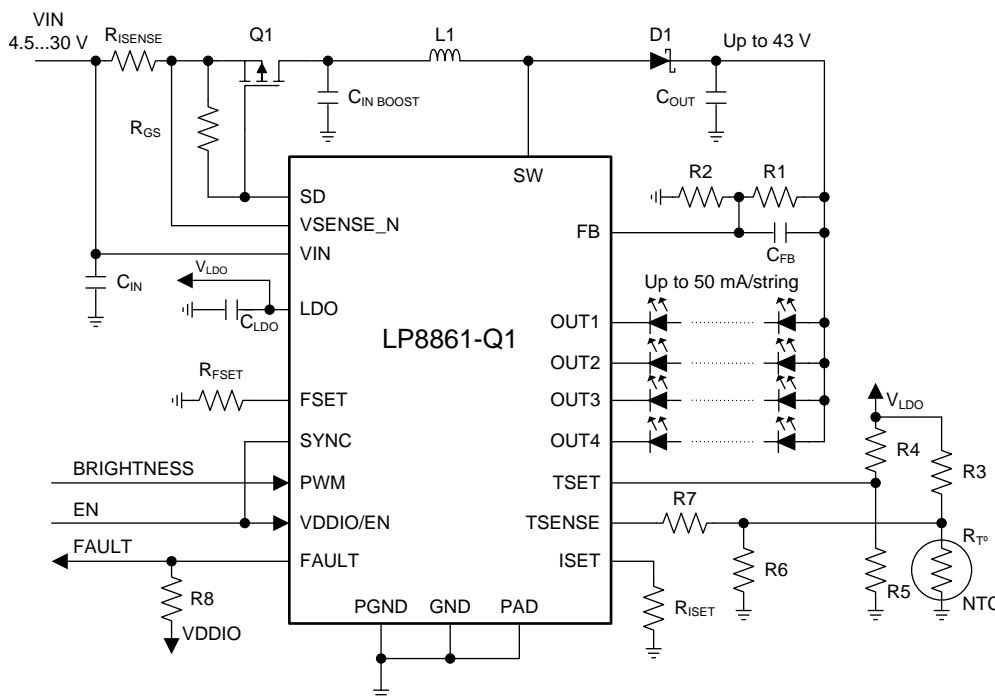 VIN
4.5...30 V
RISENSE
Q1
L1
D1
Up to 43 V
CIN BOOST
COUT
RGS
SW
R2
R1
SD
VSENSE_N
FB
VIN
CFB
CIN
VLDO
Up to 50 mA/string
LDO
CLDO
OUT1
LP8861-Q1
OUT2
RFSET
FSET
OUT3
VLDO
SYNC
OUT4
R4
R3
BRIGHTNESS
PWM
TSET
EN
VDDIO/EN
TSENSE
R7
RTº
FAULT
FAULT
ISET
R6
R5
R8
NTC
PGND
GND
PAD
RISET
VDDIO